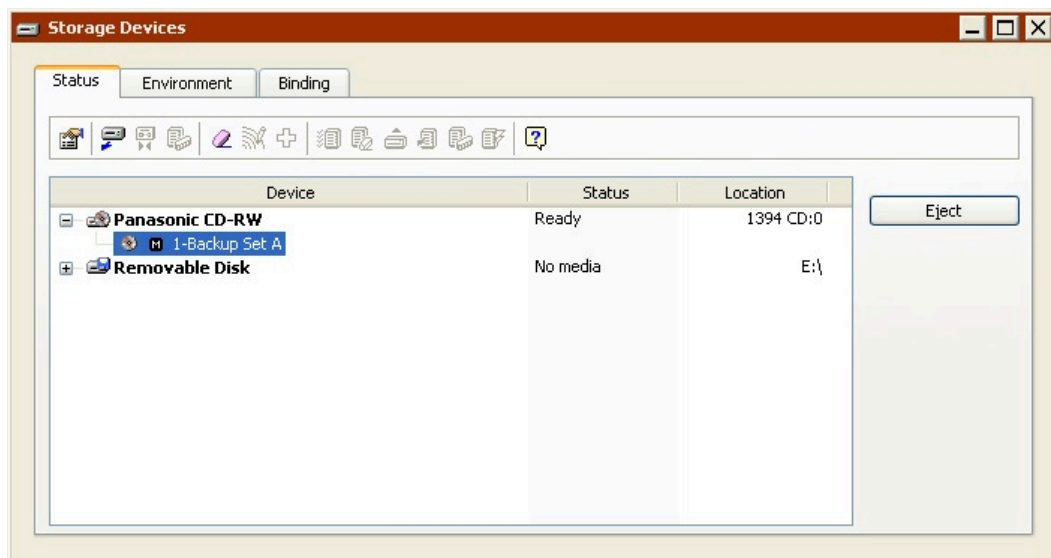 Storage Devices
Status Environment Binding
Device Status Location
Panasonic CD-RW Ready 1394 CD:0
M 1-Backup Set A
Removable Disk No media E:\
Eject